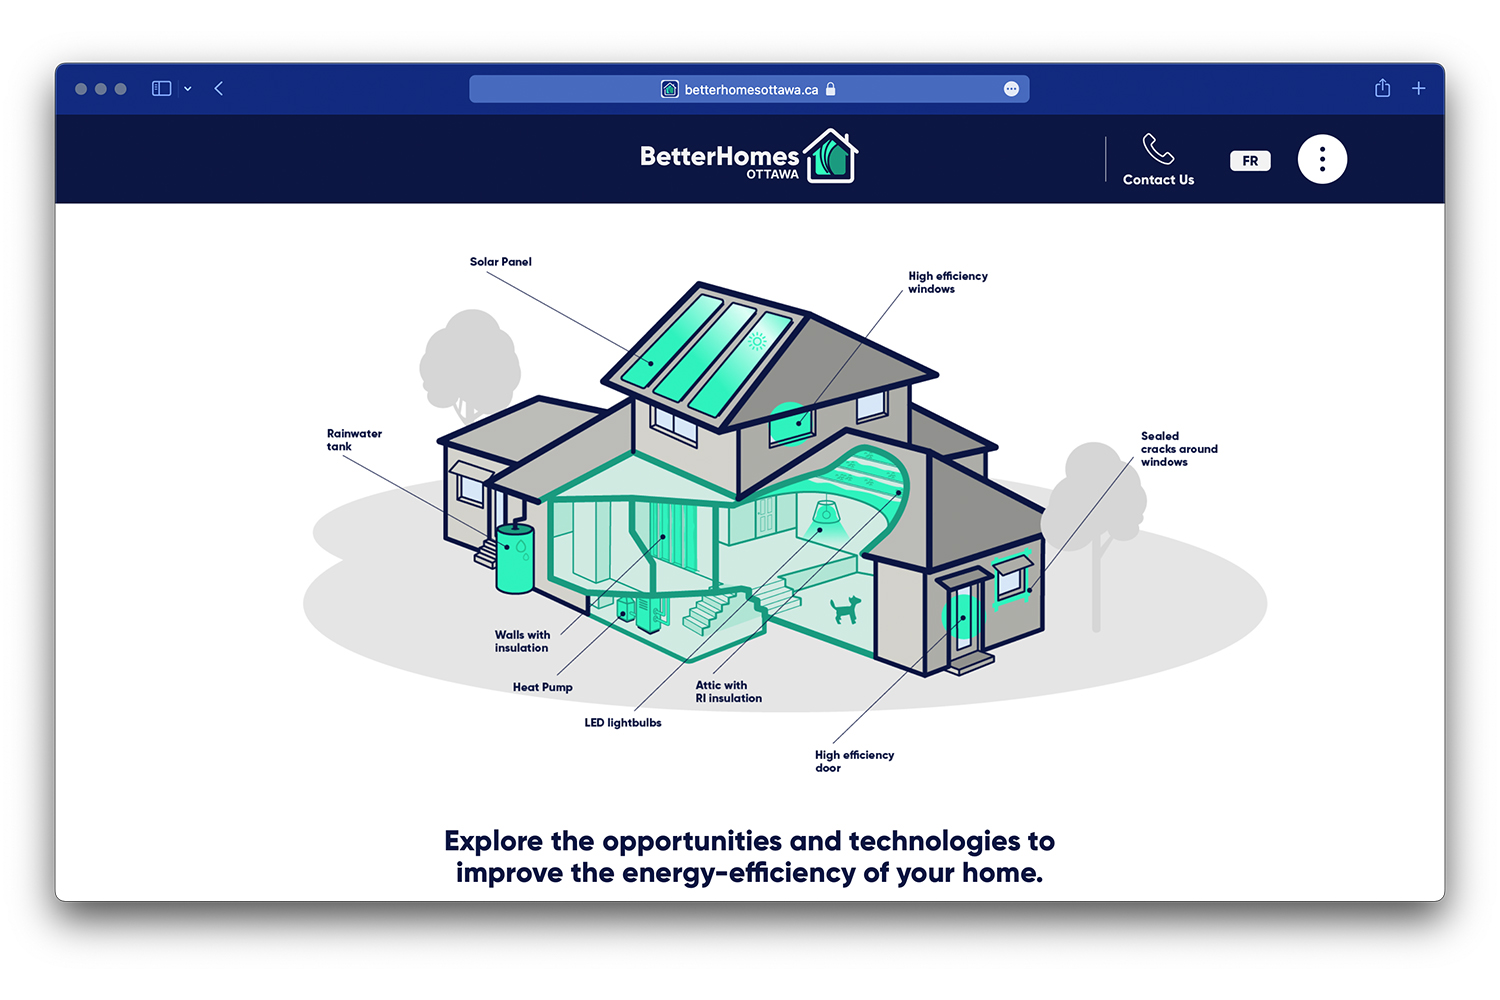 betterhomesottawa.ca
BetterHomes
OTTAWA
Contact Us
FR
Solar Panel
High efficiency
windows
Rainwater
tank
Sealed
cracks around
windows
Walls with
insulation
Heat Pump
Attic with
RI insulation
LED lightbulbs
High efficiency
door
Explore the opportunities and technologies to
improve the energy-efficiency of your home.